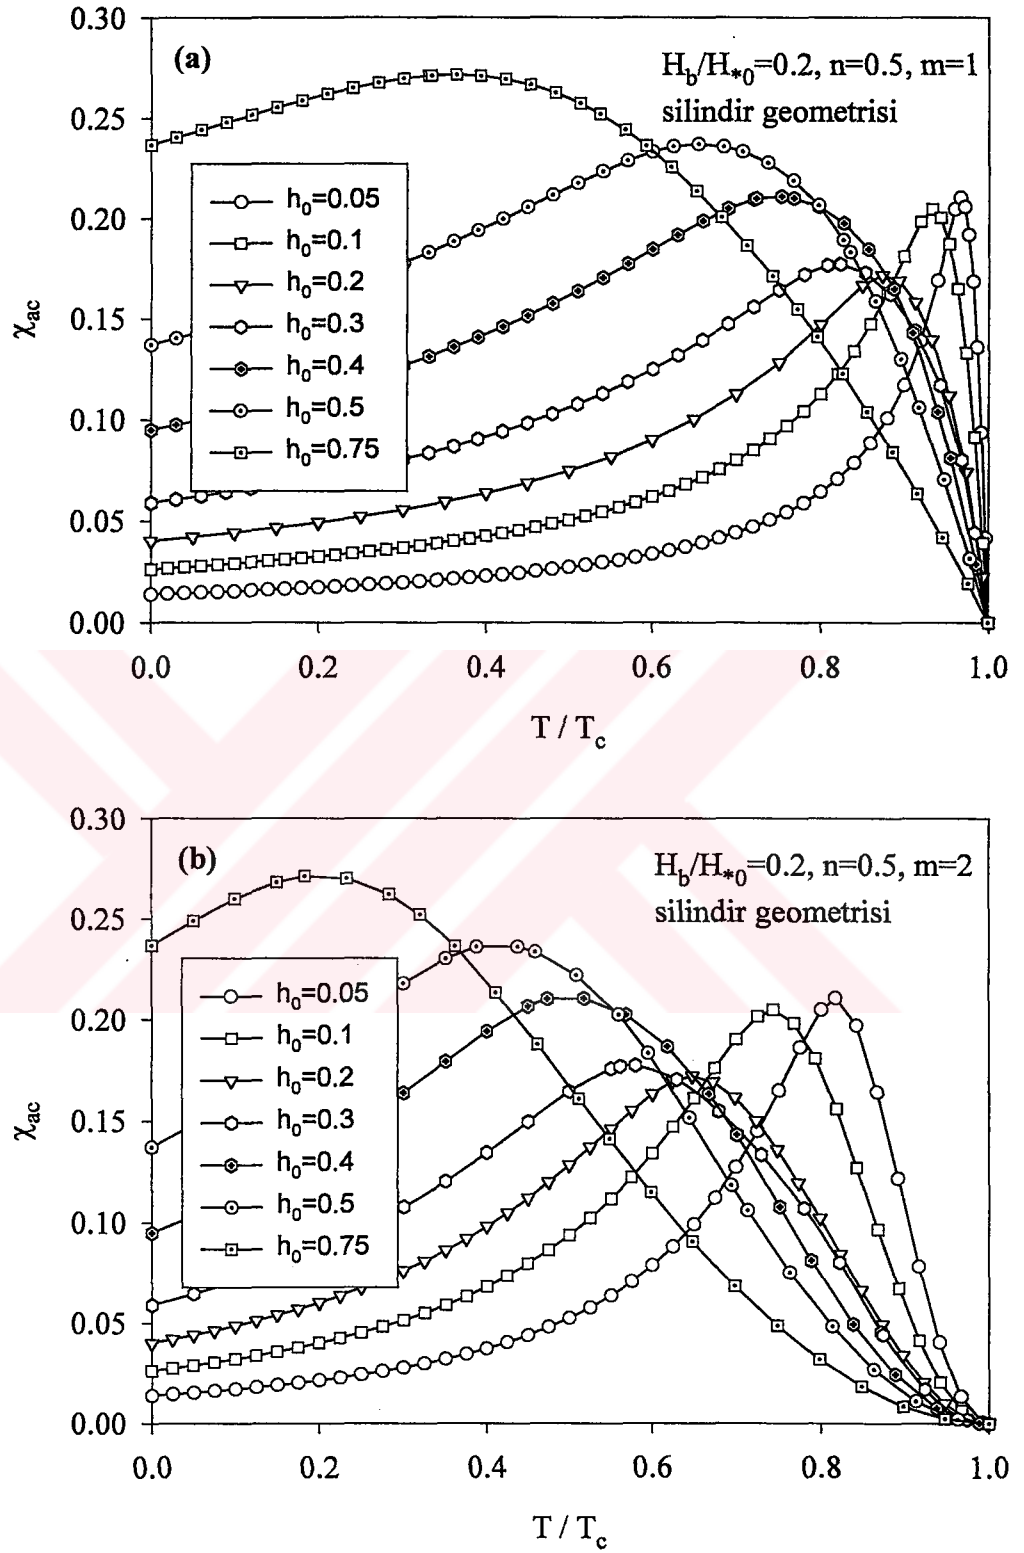 (a)
H_b/H_{*0}=0.2, n=0.5, m=1
silindir geometrisi
0.30
0.25
0.20
0.15
0.10
0.05
0.00
χ_ac
h_0=0.05
h_0=0.1
h_0=0.2
h_0=0.3
h_0=0.4
h_0=0.5
h_0=0.75
0.0 0.2 0.4 0.6 0.8 1.0
T / T_c
(b)
H_b/H_{*0}=0.2, n=0.5, m=2
silindir geometrisi
0.30
0.25
0.20
0.15
0.10
0.05
0.00
χ_ac
h_0=0.05
h_0=0.1
h_0=0.2
h_0=0.3
h_0=0.4
h_0=0.5
h_0=0.75
0.0 0.2 0.4 0.6 0.8 1.0
T / T_c